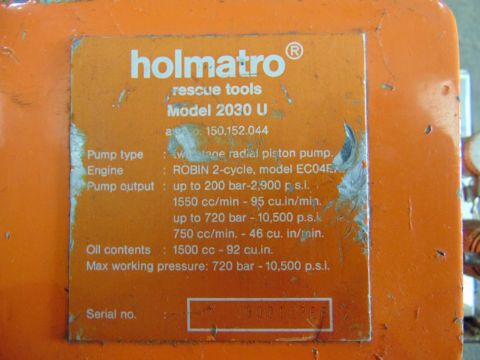 holmatro®
rescue tools
Model 2030 U
no. 150.152.044
Pump type : stage radial piston pump.
Engine : ROBIN 2-cycle, model
Pump output : up to 200 bar-2,900 p.s.i.
1550 cc/min - 95 cu.in/min.
up to 720 bar - 10,500 p.s.i.
750 cc/min. - 46 cu. in/min.
Oil contents : 1500 cc - 92 cu.in.
Max working pressure: 720 bar - 10,500 p.s.i.
Serial no. :